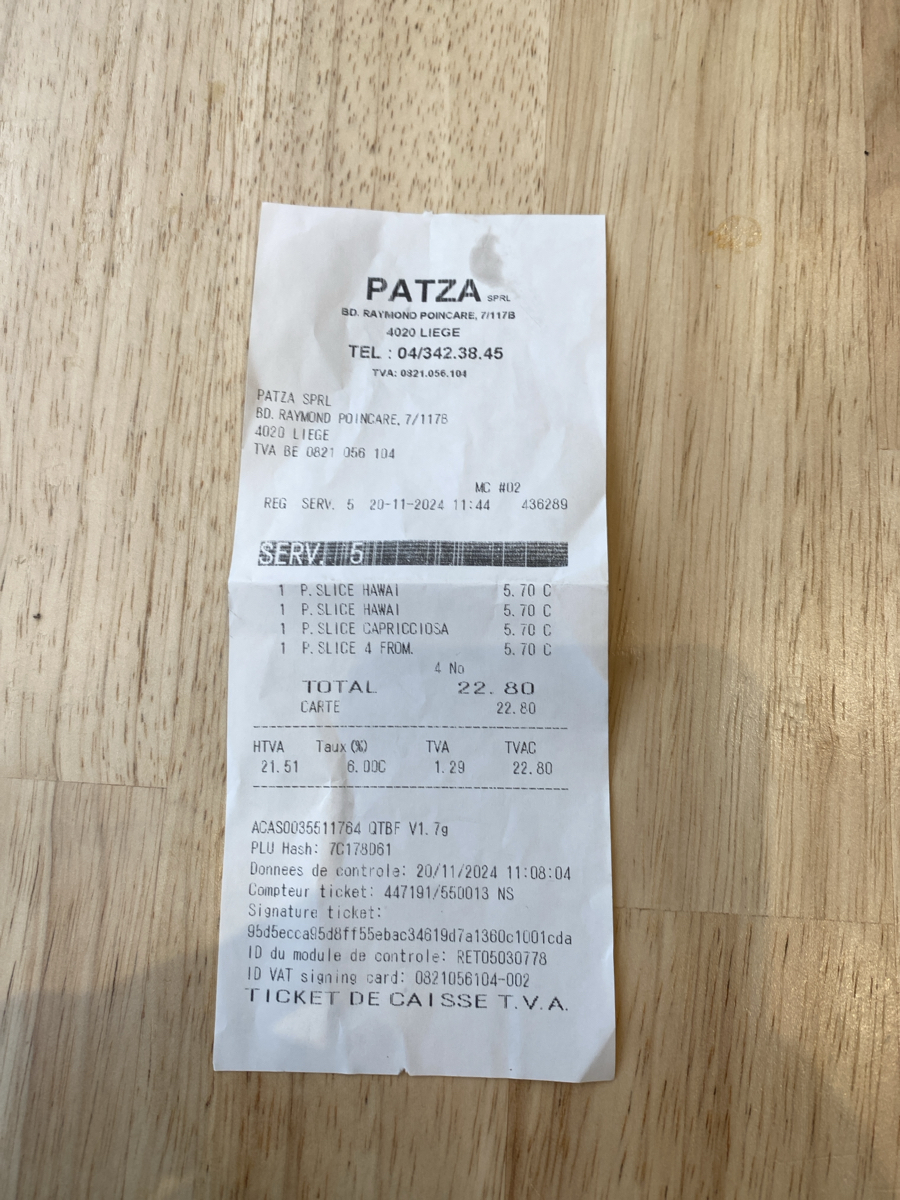 PATZA SPRL
BD. RAYMOND POINCARE, 7/117B
4020 LIEGE
TEL : 04/342.38.45
TVA: 0821.056.104
PATZA SPRL
BD. RAYMOND POINCARE, 7/117B
4020 LIEGE
TVA BE 0821 056 104
MC #02
REG SERV. 5 20-11-2024 11:44 436289
SERV. 5
1 P.SLICE HAWAI 5.70 C
1 P.SLICE HAWAI 5.70 C
1 P.SLICE CAPRICCIOSA 5.70 C
1 P.SLICE 4 FROM. 5.70 C
4 No
TOTAL 22.80
CARTE 22.80
HTVA Taux(%) TVA TVAC
21.51 6.00C 1.29 22.80
ACAS0035511764 QTBF V1.7g
PLU Hash: 7C178D61
Donnees de controle: 20/11/2024 11:08:04
Compteur ticket: 447191/550013 NS
Signature ticket:
95d5ecca95d8ff55ebac34619d7a1360c1001cda
ID du module de controle: RET05030778
ID VAT signing card: 0821056104-002
TICKET DE CAISSE T.V.A.